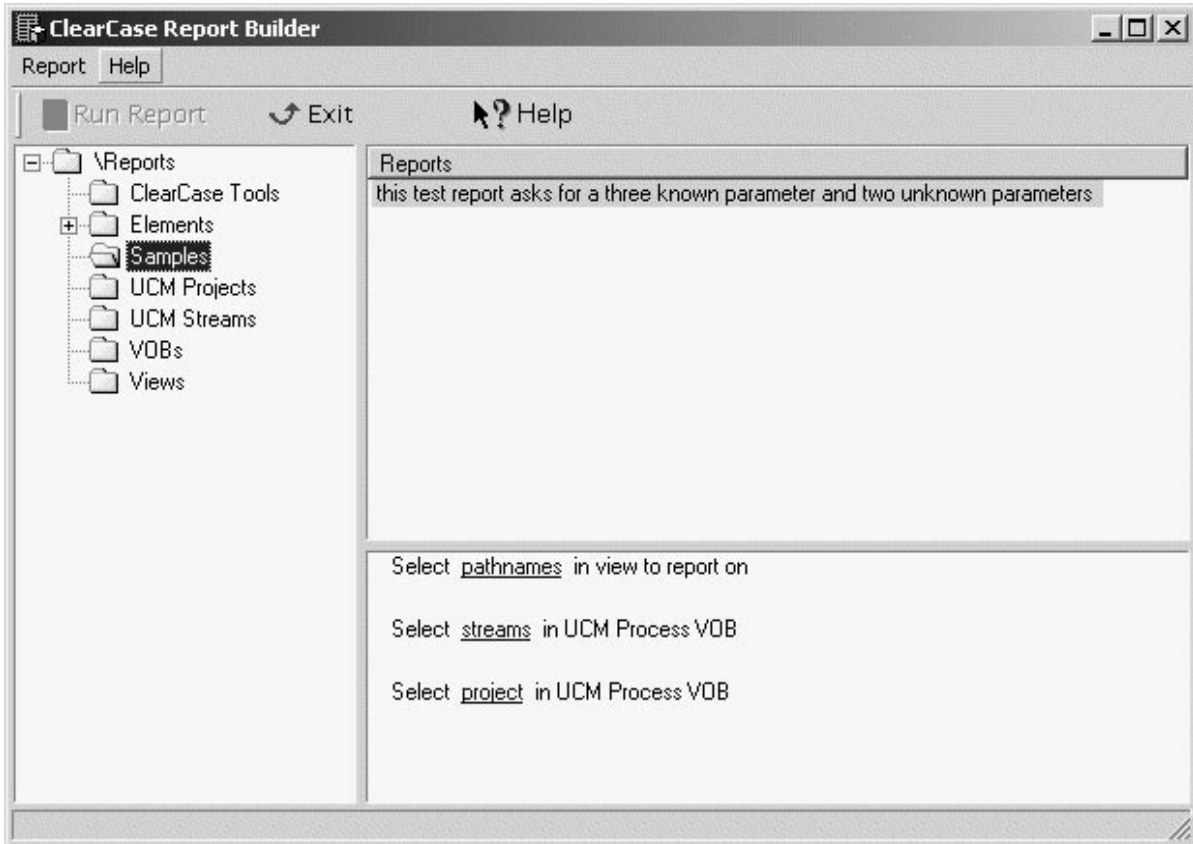 ClearCase Report Builder
Report Help
Run Report Exit Help
\Reports
ClearCase Tools
Elements
Samples
UCM Projects
UCM Streams
VOBs
Views
Reports
this test report asks for a three known parameter and two unknown parameters
Select pathnames in view to report on
Select streams in UCM Process VOB
Select project in UCM Process VOB